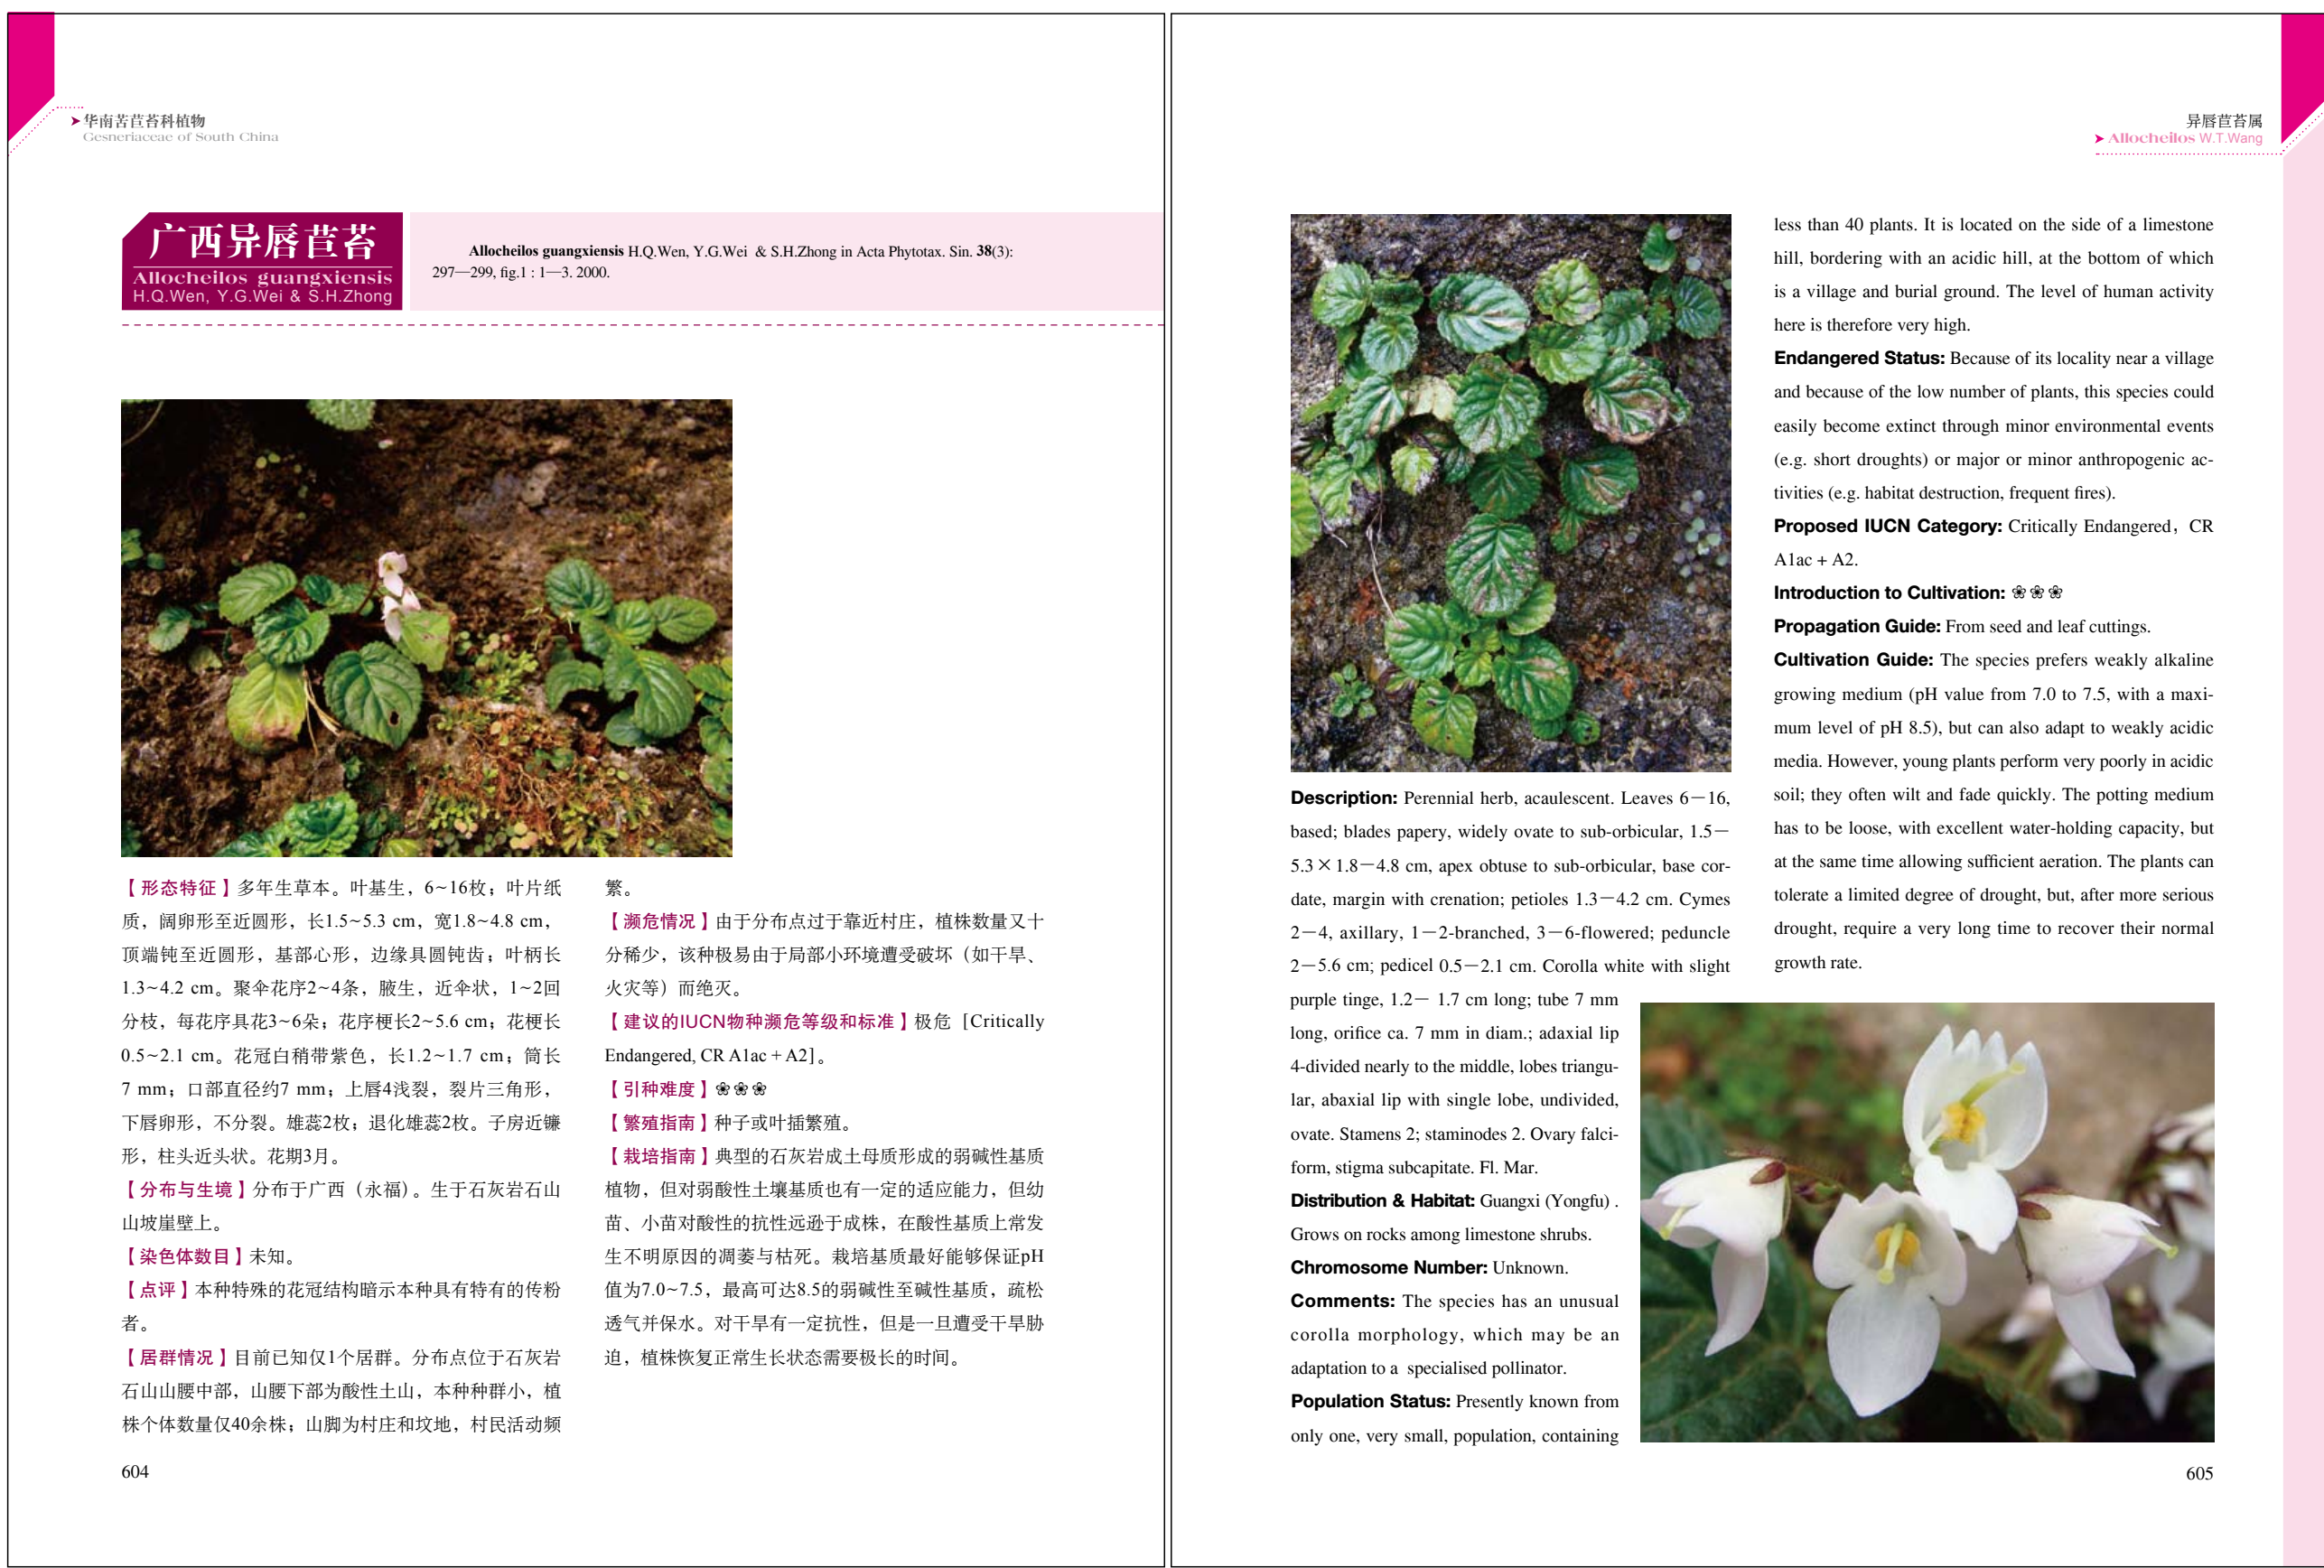 华南苦苣苔科植物
Gesneriaceae of South China
广西异唇苣苔
Allocheilos guangxiensis
H.Q.Wen, Y.G.Wei & S.H.Zhong
Allocheilos guangxiensis H.Q.Wen, Y.G.Wei & S.H.Zhong in Acta Phytotax. Sin. 38(3):
297—299, fig.1 : 1—3. 2000.
【形态特征】多年生草本。叶基生，6~16枚；叶片纸
质，阔卵形至近圆形，长1.5~5.3 cm，宽1.8~4.8 cm，
顶端钝至近圆形，基部心形，边缘具圆钝齿；叶柄长
1.3~4.2 cm。聚伞花序2~4条，腋生，近伞状，1~2回
分枝，每花序具花3~6朵；花序梗长2~5.6 cm；花梗长
0.5~2.1 cm。花冠白稍带紫色，长1.2~1.7 cm；筒长
7 mm；口部直径约7 mm；上唇4浅裂，裂片三角形，
下唇卵形，不分裂。雄蕊2枚；退化雄蕊2枚。子房近镰
形，柱头近头状。花期3月。
【分布与生境】分布于广西（永福）。生于石灰岩石山
山坡崖壁上。
【染色体数目】未知。
【点评】本种特殊的花冠结构暗示本种具有特有的传粉
者。
【居群情况】目前已知仅1个居群。分布点位于石灰岩
石山山腰中部，山腰下部为酸性土山，本种种群小，植
株个体数量仅40余株；山脚为村庄和坟地，村民活动频
繁。
【濒危情况】由于分布点过于靠近村庄，植株数量又十
分稀少，该种极易由于局部小环境遭受破坏（如干旱、
火灾等）而绝灭。
【建议的IUCN物种濒危等级和标准】极危［Critically
Endangered, CR A1ac + A2］。
【引种难度】❀❀❀
【繁殖指南】种子或叶插繁殖。
【栽培指南】典型的石灰岩成土母质形成的弱碱性基质
植物，但对弱酸性土壤基质也有一定的适应能力，但幼
苗、小苗对酸性的抗性远逊于成株，在酸性基质上常发
生不明原因的凋萎与枯死。栽培基质最好能够保证pH
值为7.0~7.5，最高可达8.5的弱碱性至碱性基质，疏松
透气并保水。对干旱有一定抗性，但是一旦遭受干旱胁
迫，植株恢复正常生长状态需要极长的时间。
604
异唇苣苔属
Allocheilos W.T.Wang
Description: Perennial herb, acaulescent. Leaves 6—16,
based; blades papery, widely ovate to sub-orbicular, 1.5—
5.3×1.8—4.8 cm, apex obtuse to sub-orbicular, base cor-
date, margin with crenation; petioles 1.3—4.2 cm. Cymes
2—4, axillary, 1—2-branched, 3—6-flowered; peduncle
2—5.6 cm; pedicel 0.5—2.1 cm. Corolla white with slight
purple tinge, 1.2— 1.7 cm long; tube 7 mm
long, orifice ca. 7 mm in diam.; adaxial lip
4-divided nearly to the middle, lobes triangu-
lar, abaxial lip with single lobe, undivided,
ovate. Stamens 2; staminodes 2. Ovary falci-
form, stigma subcapitate. Fl. Mar.
Distribution & Habitat: Guangxi (Yongfu) .
Grows on rocks among limestone shrubs.
Chromosome Number: Unknown.
Comments: The species has an unusual
corolla morphology, which may be an
adaptation to a specialised pollinator.
Population Status: Presently known from
only one, very small, population, containing
less than 40 plants. It is located on the side of a limestone
hill, bordering with an acidic hill, at the bottom of which
is a village and burial ground. The level of human activity
here is therefore very high.
Endangered Status: Because of its locality near a village
and because of the low number of plants, this species could
easily become extinct through minor environmental events
(e.g. short droughts) or major or minor anthropogenic ac-
tivities (e.g. habitat destruction, frequent fires).
Proposed IUCN Category: Critically Endangered，CR
A1ac + A2.
Introduction to Cultivation: ❀❀❀
Propagation Guide: From seed and leaf cuttings.
Cultivation Guide: The species prefers weakly alkaline
growing medium (pH value from 7.0 to 7.5, with a maxi-
mum level of pH 8.5), but can also adapt to weakly acidic
media. However, young plants perform very poorly in acidic
soil; they often wilt and fade quickly. The potting medium
has to be loose, with excellent water-holding capacity, but
at the same time allowing sufficient aeration. The plants can
tolerate a limited degree of drought, but, after more serious
drought, require a very long time to recover their normal
growth rate.
605